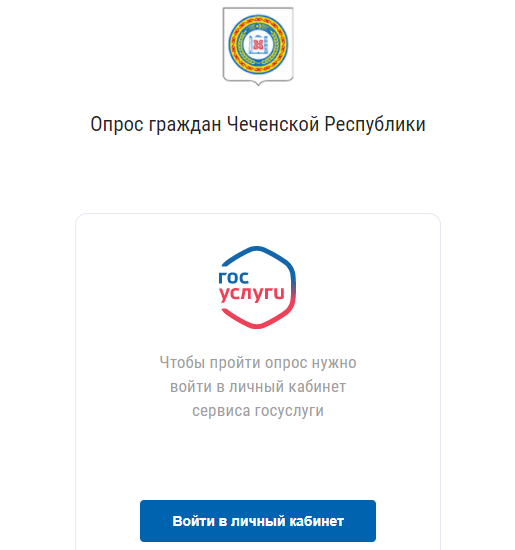 Опрос граждан Чеченской Республики
гос
услуги
Чтобы пройти опрос нужно
войти в личный кабинет
сервиса госуслуги
Войти в личный кабинет